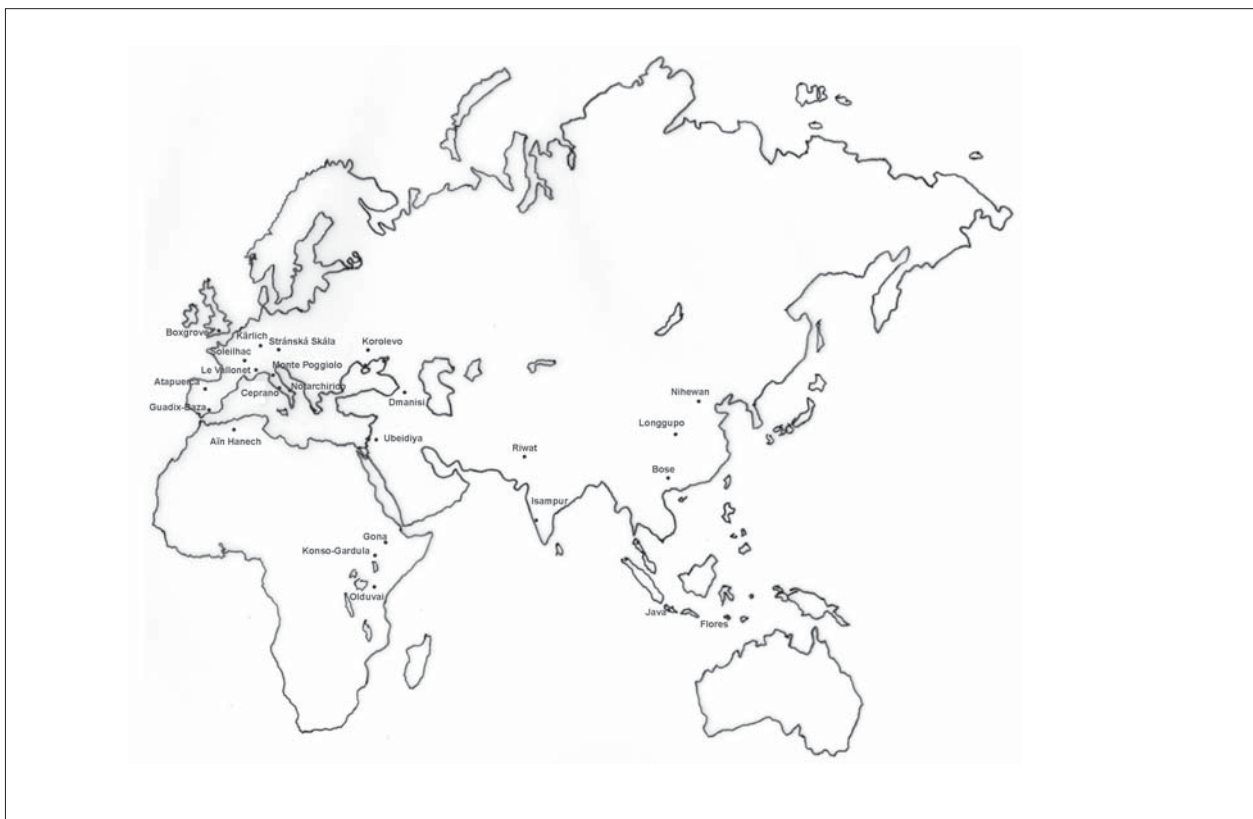 Boxgrove
Kärlich
Stránská Skála
Korolevo
Soleilhac
Le Vallonet
Monte Poggiolo
Atapuerca
Ceprano
Notarchirico
Dmanisi
Guadix-Baza
Aïn Hanech
Ubeidiya
Nihewan
Longgupo
Riwat
Bose
Isampur
Gona
Konso-Gardula
Olduvai
Java
Flores